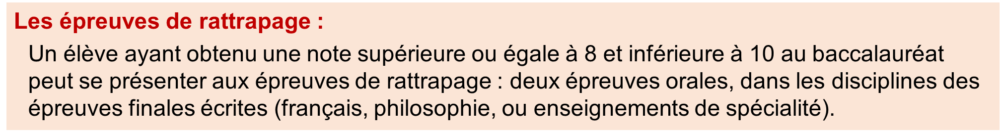 Les épreuves de rattrapage :
Un élève ayant obtenu une note supérieure ou égale à 8 et inférieure à 10 au baccalauréat
peut se présenter aux épreuves de rattrapage : deux épreuves orales, dans les disciplines des
épreuves finales écrites (français, philosophie, ou enseignements de spécialité).